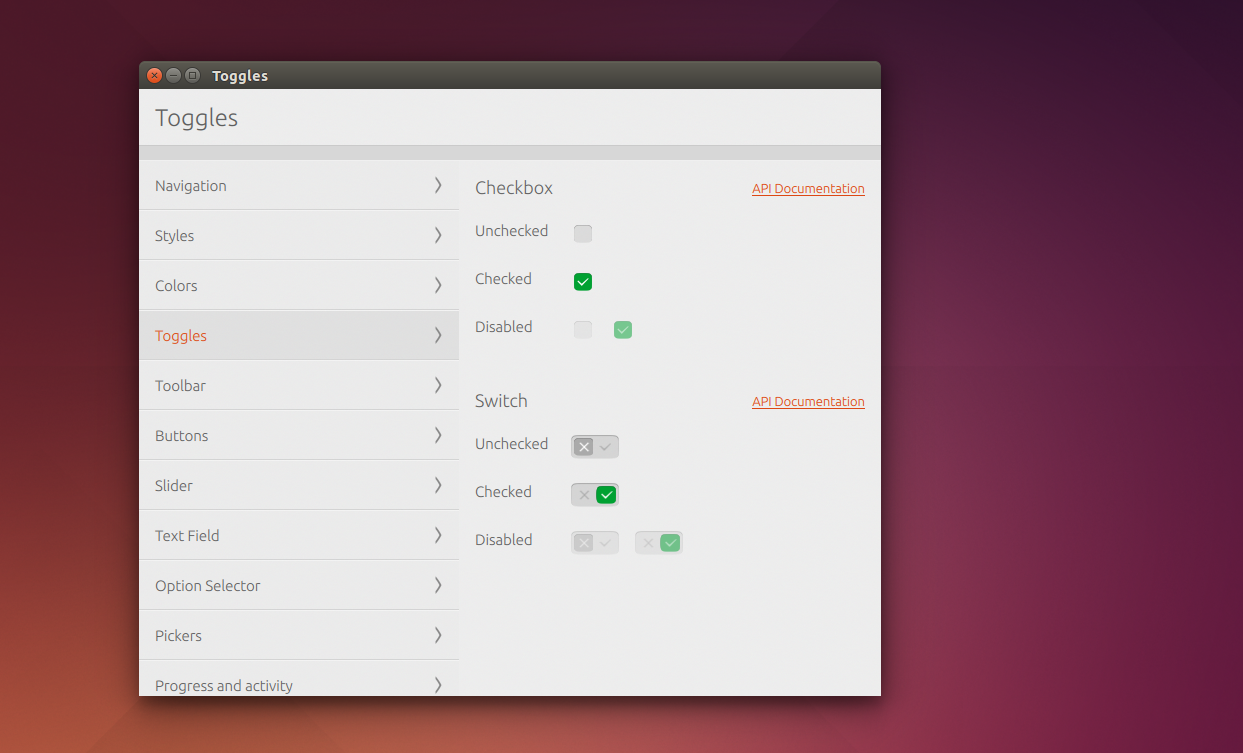 Toggles
Toggles
Navigation
Styles
Colors
Toggles
Toolbar
Buttons
Slider
Text Field
Option Selector
Pickers
Progress and activity
Checkbox API Documentation
Unchecked
Checked
Disabled
Switch API Documentation
Unchecked
Checked
Disabled